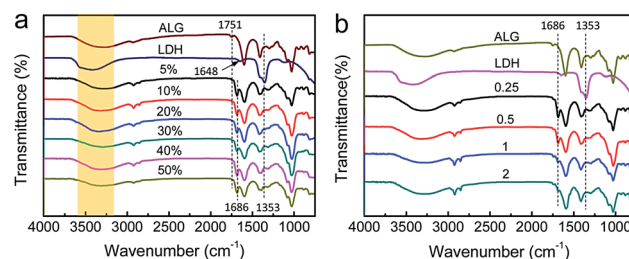 a
Transmittance(%)
ALG
LDH
5%
10%
20%
30%
40%
50%
1751
1648
1686
1353
4000 3500 3000 2500 2000 1500 1000
Wavenumber (cm-1)
b
Transmittance(%)
1686
1353
ALG
LDH
0.25
0.5
1
2
4000 3500 3000 2500 2000 1500 1000
Wavenumber (cm-1)